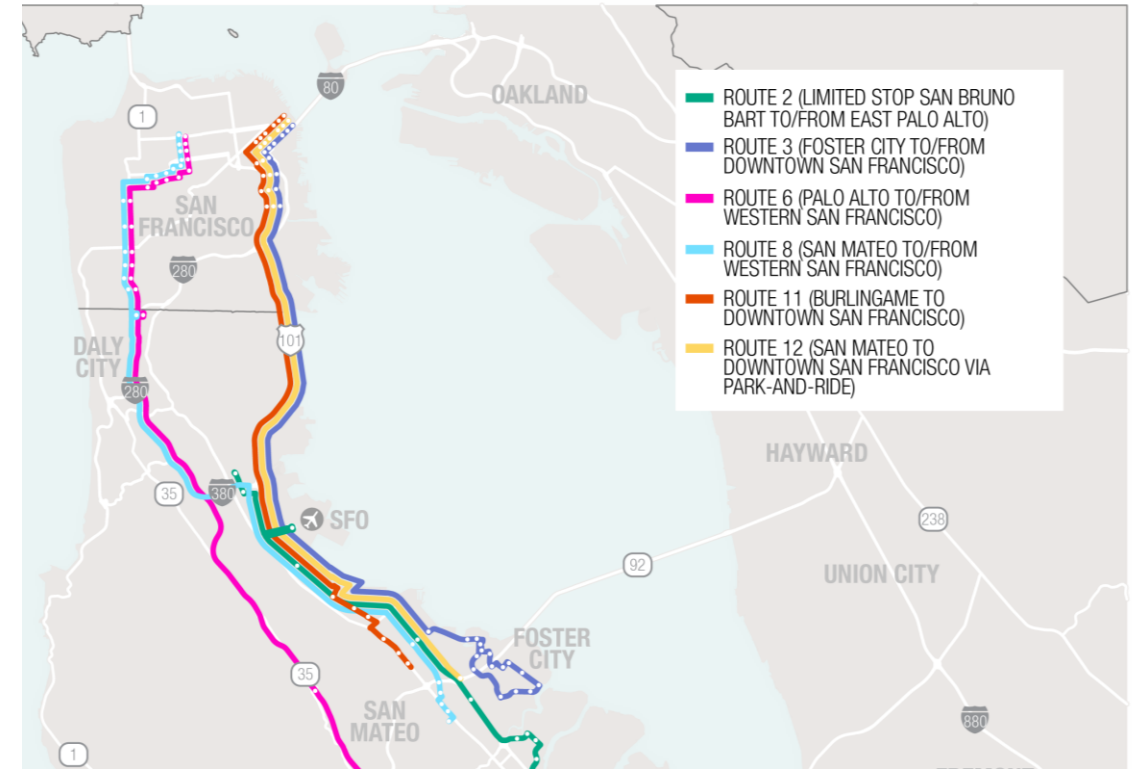 80
OAKLAND
1
SAN
FRANCISCO
280
101
DALY
CITY
280
35
380
SFO
92
HAYWARD
238
UNION CITY
FOSTER
CITY
35
SAN
MATEO
880
1
ROUTE 2 (LIMITED STOP SAN BRUNO
BART TO/FROM EAST PALO ALTO)
ROUTE 3 (FOSTER CITY TO/FROM
DOWNTOWN SAN FRANCISCO)
ROUTE 6 (PALO ALTO TO/FROM
WESTERN SAN FRANCISCO)
ROUTE 8 (SAN MATEO TO/FROM
WESTERN SAN FRANCISCO)
ROUTE 11 (BURLINGAME TO
DOWNTOWN SAN FRANCISCO)
ROUTE 12 (SAN MATEO TO
DOWNTOWN SAN FRANCISCO VIA
PARK-AND-RIDE)